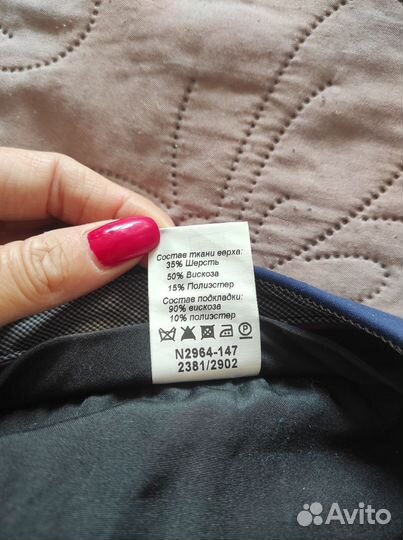 Состав ткани верха:
35% Шерсть
50% Вискоза
15% Полиэстер
Состав подкладки:
90% вискоза
10% полиэстер
N2964-147
2381/2902
Avito